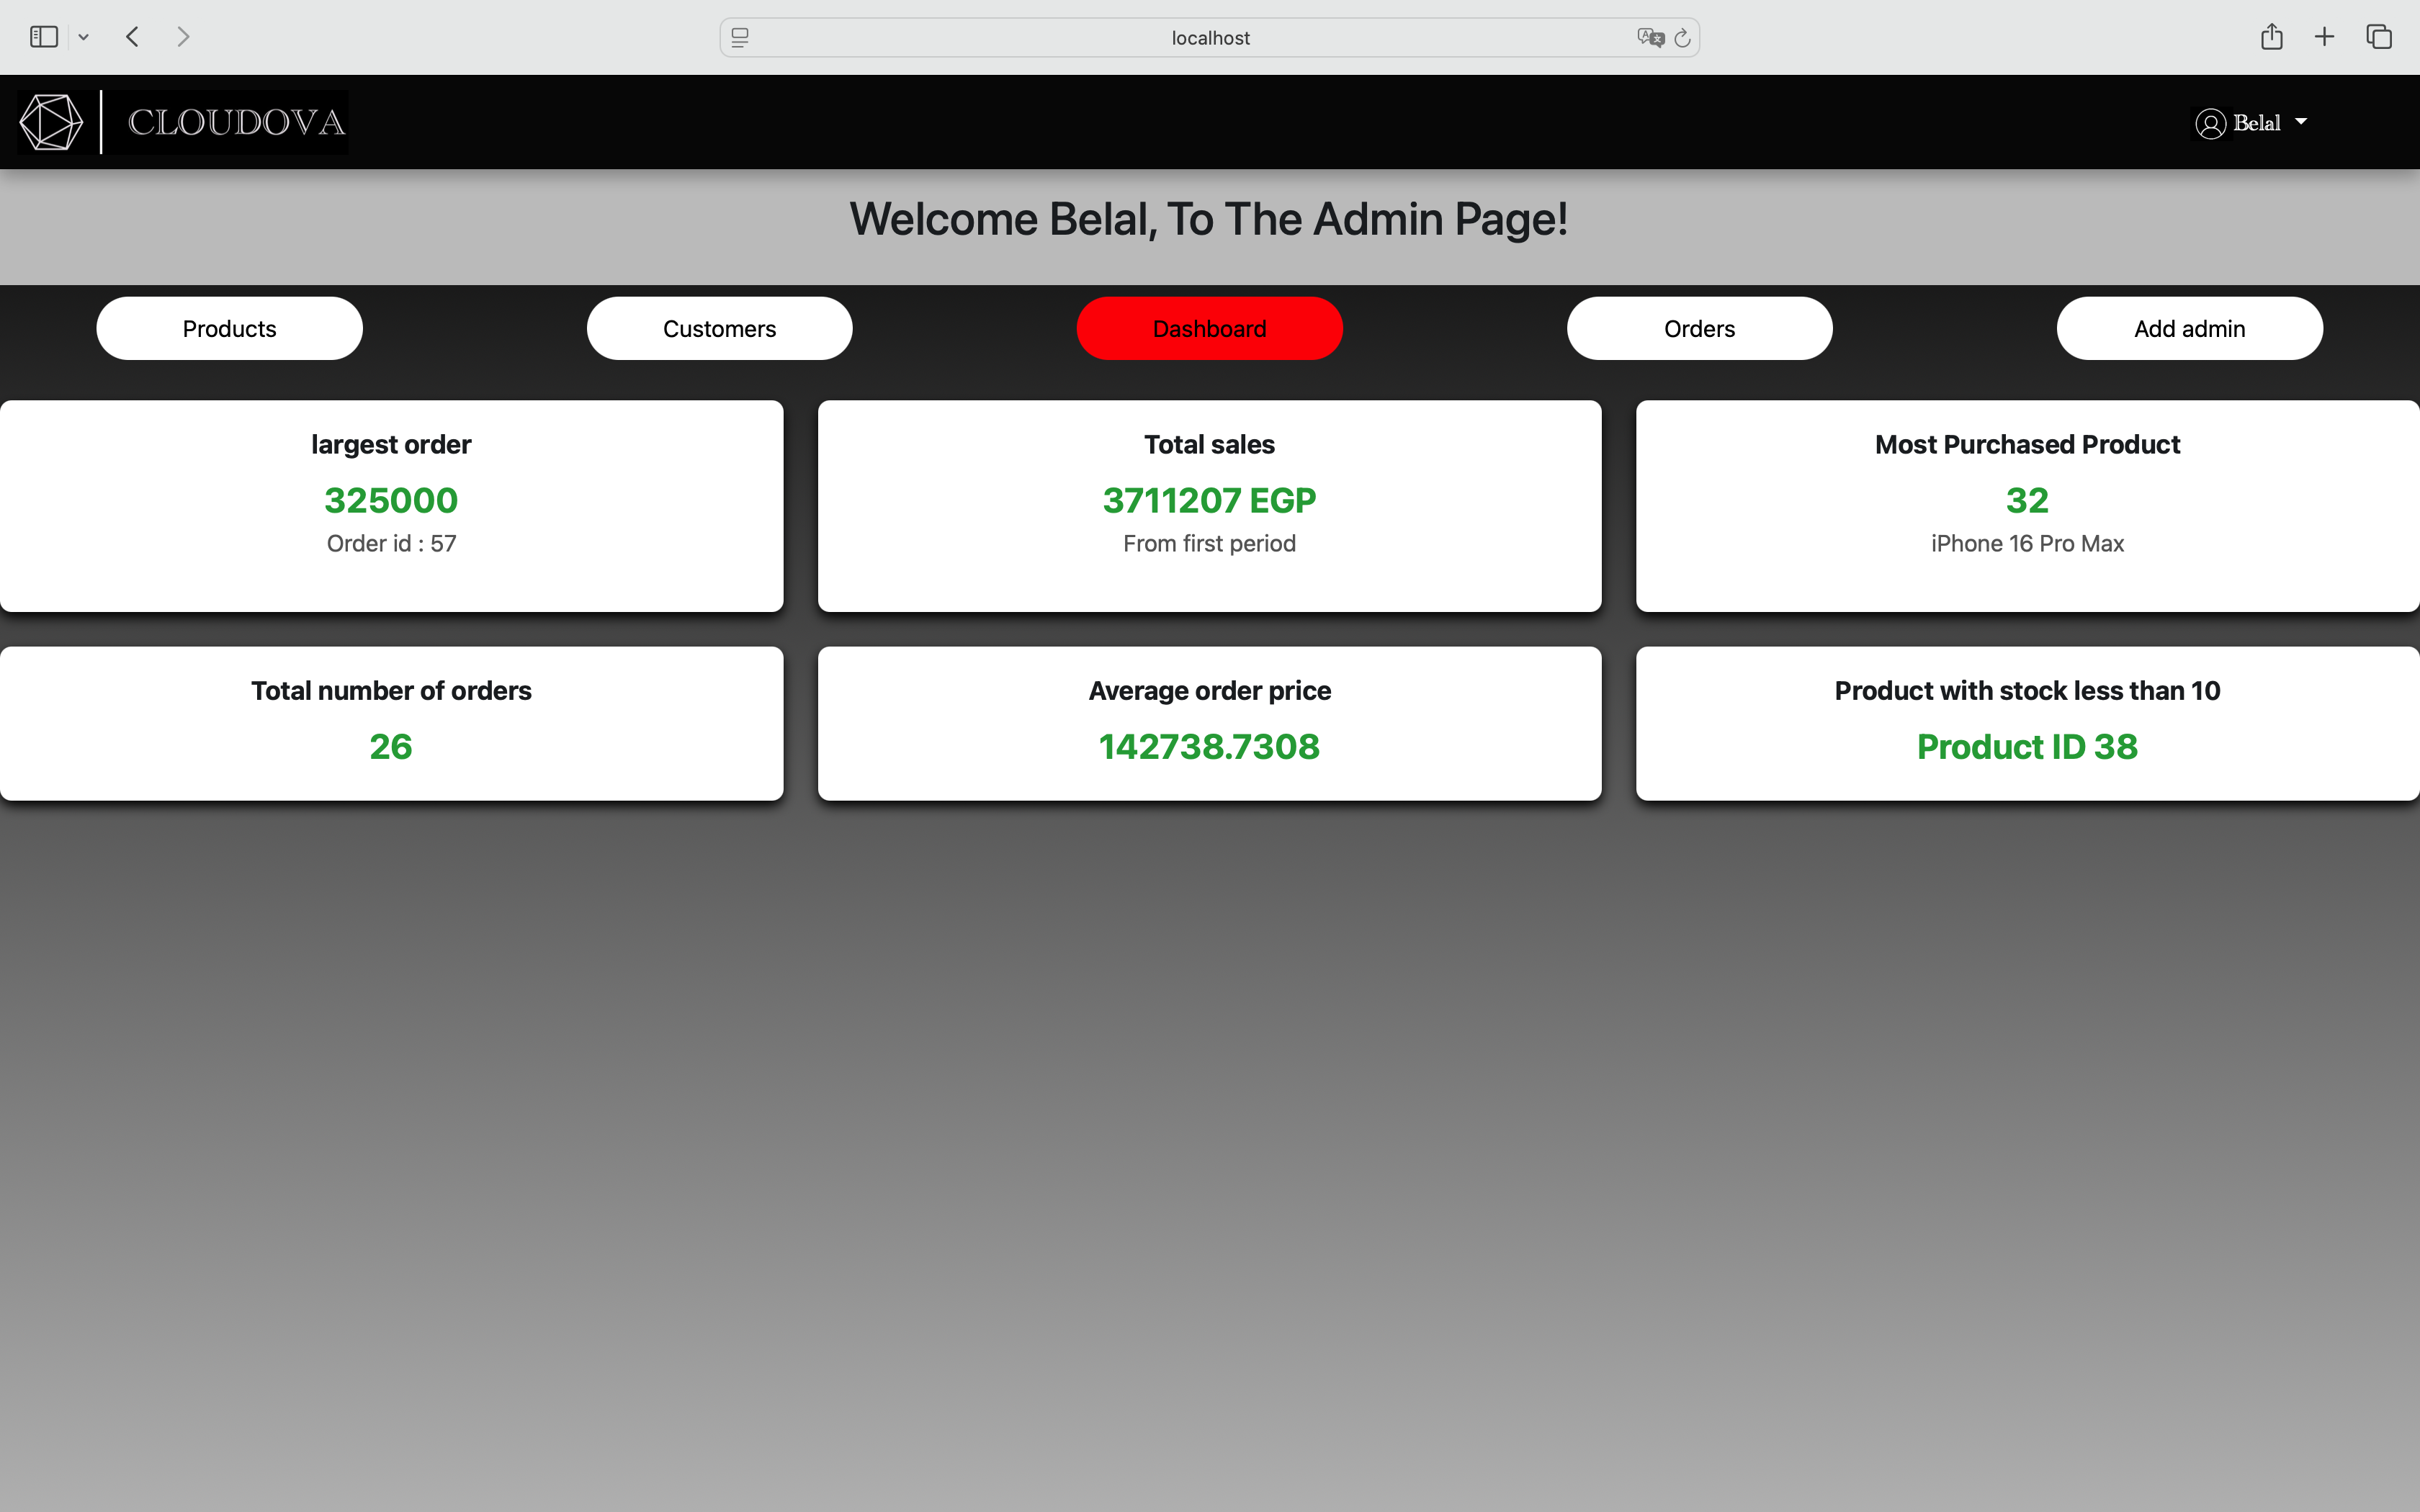 localhost
CLOUDOVA
Belal
Welcome Belal, To The Admin Page!
Products
Customers
Dashboard
Orders
Add admin
largest order
325000
Order id : 57
Total sales
3711207 EGP
From first period
Most Purchased Product
32
iPhone 16 Pro Max
Total number of orders
26
Average order price
142738.7308
Product with stock less than 10
Product ID 38